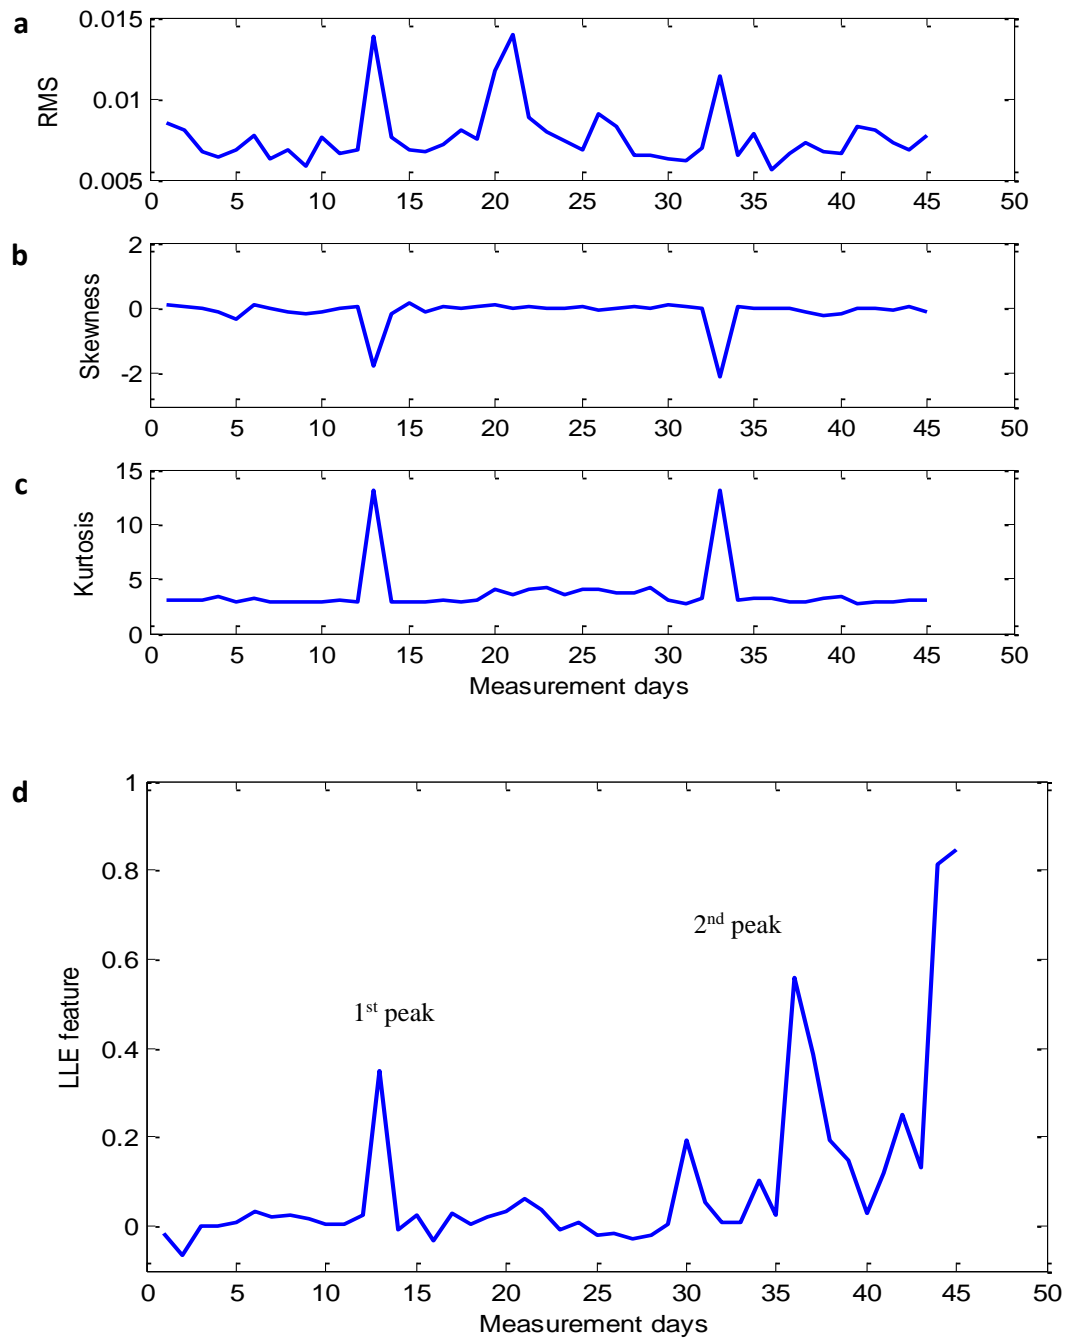 a
0.015
0.01
0.005
RMS
0 5 10 15 20 25 30 35 40 45 50
b
2
0
-2
Skewness
0 5 10 15 20 25 30 35 40 45 50
c
15
10
5
0
Kurtosis
0 5 10 15 20 25 30 35 40 45 50
Measurement days
d
1
0.8
0.6
0.4
0.2
0
LLE feature
1st peak
2nd peak
0 5 10 15 20 25 30 35 40 45 50
Measurement days